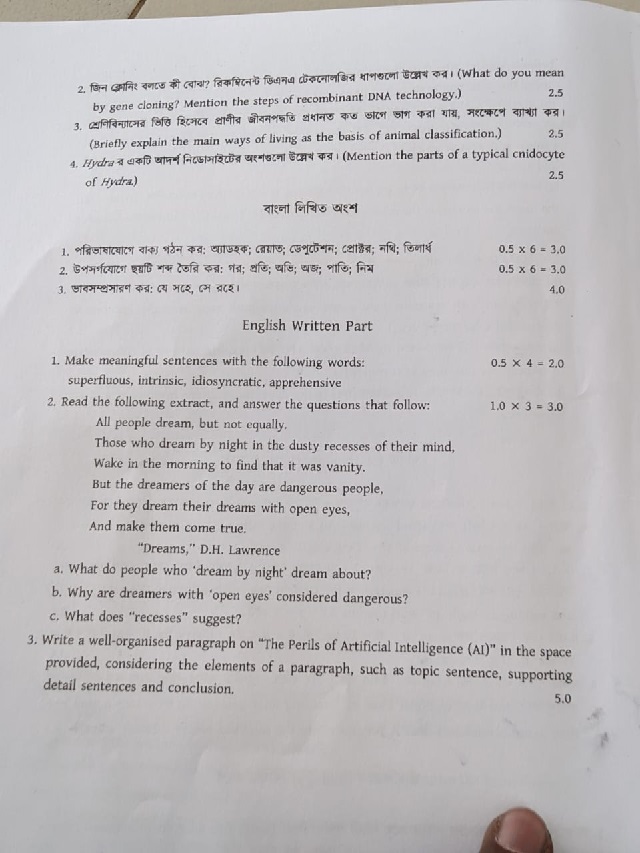 2. জিন ক্লোনিং বলতে কী বোঝ? রিকম্বিনেন্ট ডিএনএ টেকনোলজির ধাপগুলো উল্লেখ কর। (What do you mean
by gene cloning? Mention the steps of recombinant DNA technology.) 2.5
3. শ্রেণিবিন্যাসের ভিত্তি হিসেবে প্রাণীর জীবনপদ্ধতি প্রধানত কত ভাগে ভাগ করা যায়, সংক্ষেপে ব্যাখ্যা কর।
(Briefly explain the main ways of living as the basis of animal classification.) 2.5
4. Hydra র একটি আদর্শ নিডোসাইটের অংশগুলো উল্লেখ কর। (Mention the parts of a typical cnidocyte
of Hydra.) 2.5
বাংলা লিখিত অংশ
1. পরিভাষাযোগে বাক্য গঠন কর: অ্যাডহক; রেয়াত; ডেপুটেশন; প্রোক্টর; নথি; তিলার্ধ 0.5 x 6 = 3.0
2. উপসর্গযোগে ছয়টি শব্দ তৈরি কর: গর; প্রতি; অভি; অজ; পাতি; নিম 0.5 x 6 = 3.0
3. ভাবসম্প্রসারণ কর: যে সহে, সে রহে। 4.0
English Written Part
1. Make meaningful sentences with the following words: 0.5 × 4 = 2.0
superfluous, intrinsic, idiosyncratic, apprehensive
2. Read the following extract, and answer the questions that follow: 1.0 × 3 = 3.0
All people dream, but not equally.
Those who dream by night in the dusty recesses of their mind,
Wake in the morning to find that it was vanity.
But the dreamers of the day are dangerous people,
For they dream their dreams with open eyes,
And make them come true.
"Dreams," D.H. Lawrence
a. What do people who 'dream by night' dream about?
b. Why are dreamers with 'open eyes' considered dangerous?
c. What does "recesses" suggest?
3. Write a well-organised paragraph on "The Perils of Artificial Intelligence (AI)" in the space
provided, considering the elements of a paragraph, such as topic sentence, supporting
detail sentences and conclusion. 5.0